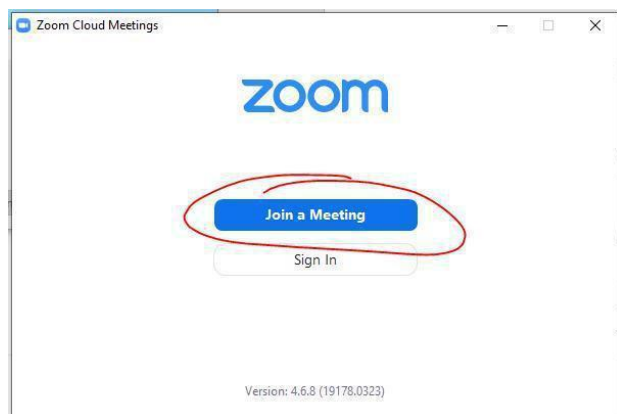 Zoom Cloud Meetings
zoom
Join a Meeting
Sign In
Version: 4.6.8 (19178.0323)